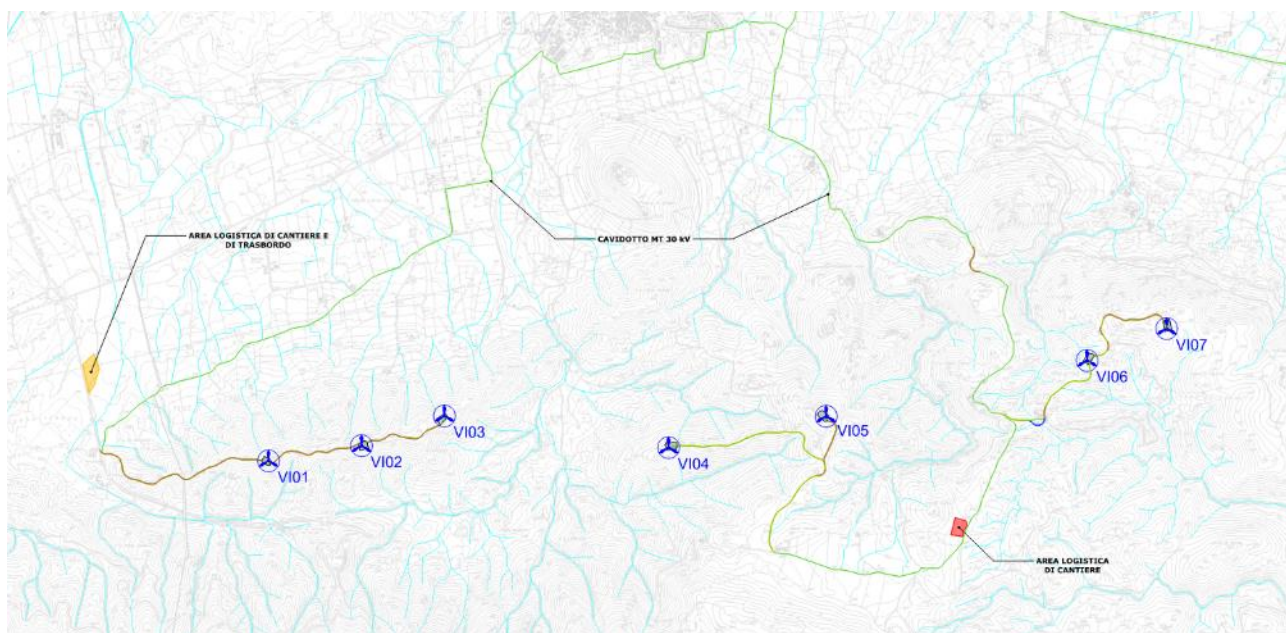 AREA LOGISTICA DI CANTIERE E
DI TRASBORDO
CAVIDOTTO MT 30 kV
VI07
VI06
VI03
VI05
VI02
VI04
VI01
AREA LOGISTICA
DI CANTIERE